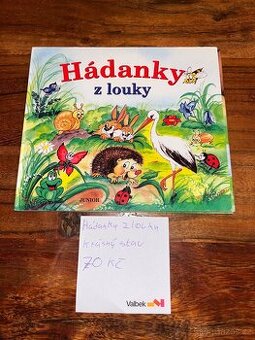 Hádanky
z louky
JUNIOR
Hádanky z louky
krásný stav
70 Kč
Valbek